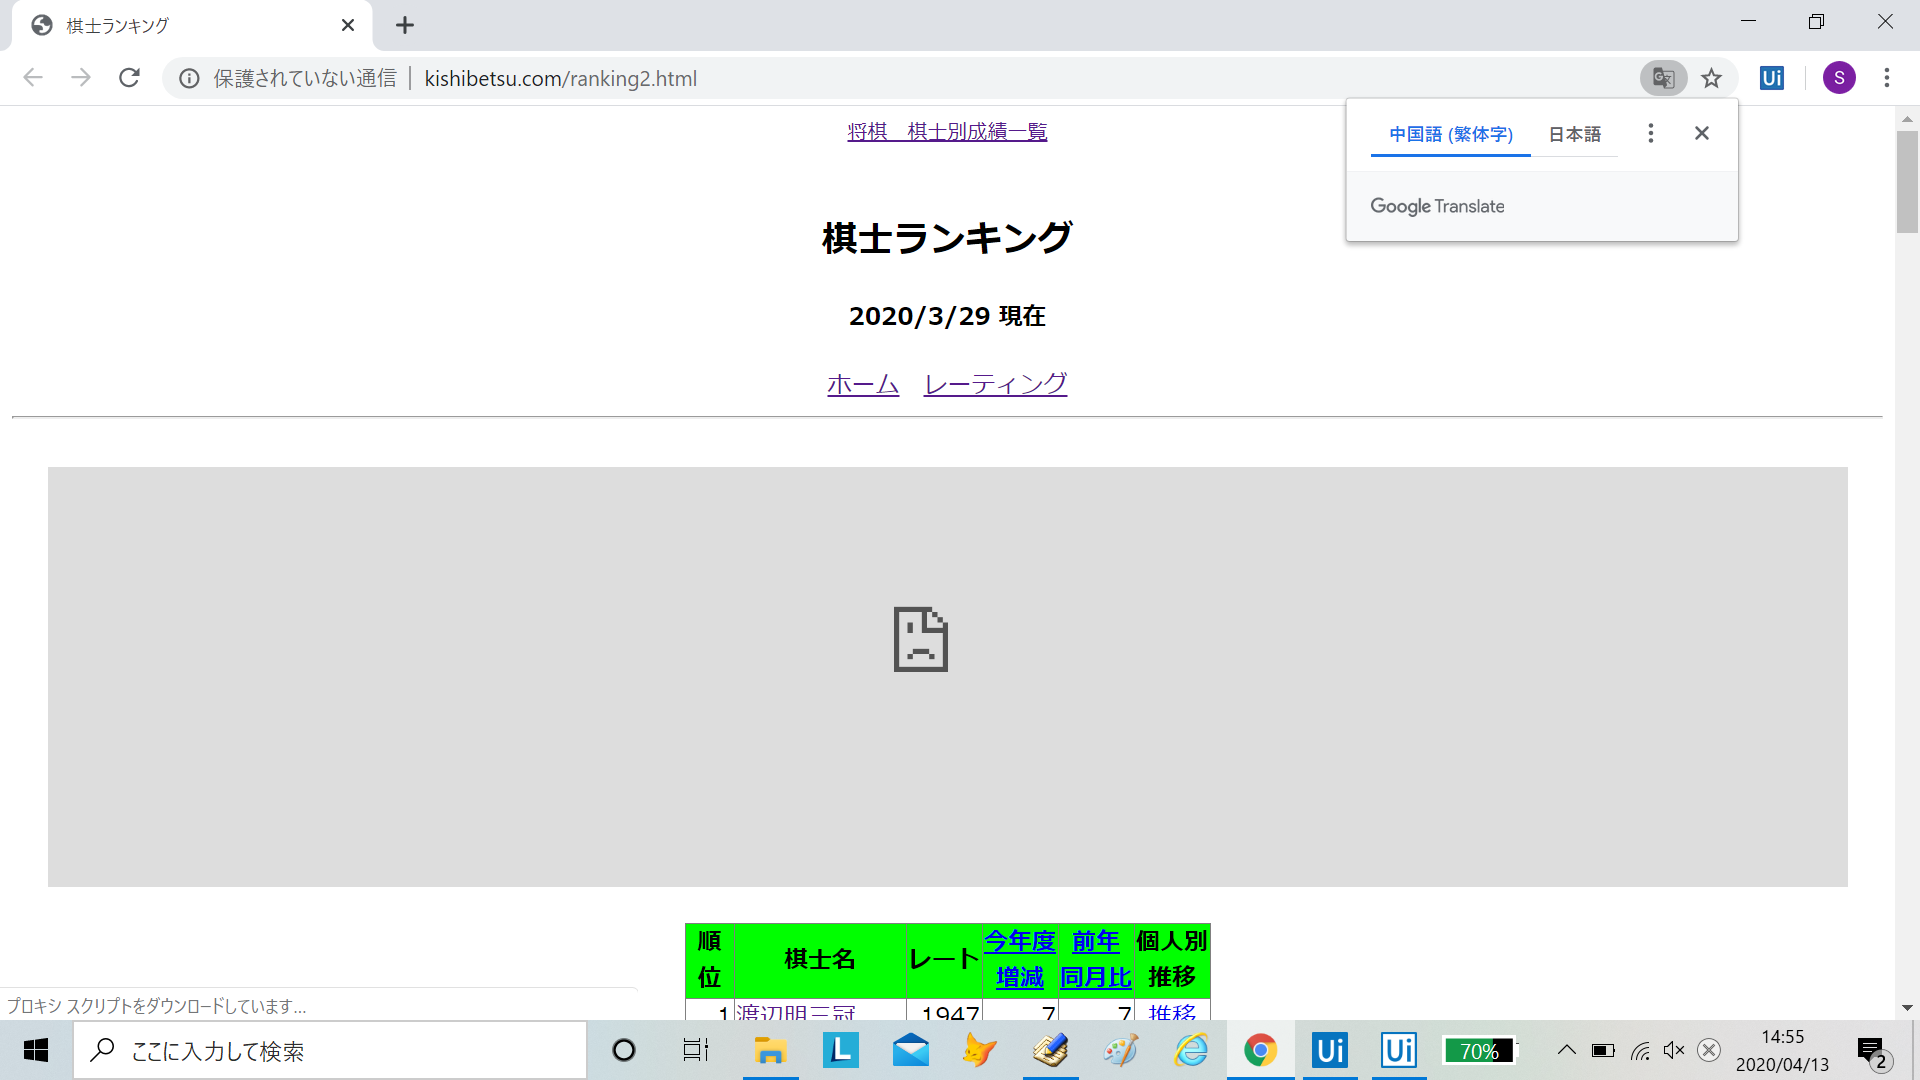 棋士ランキング
保護されていない通信 | kishibetsu.com/ranking2.html
Ui
S
中国語 (繁体字) 日本語
Google Translate
将棋　棋士別成績一覧
棋士ランキング
2020/3/29 現在
ホーム レーティング
順位 棋士名 レート 今年度増減 前年同月比 個人別推移
1 渡辺明三冠 1947 7 7 推移
プロキシ スクリプトをダウンロードしています...
ここに入力して検索
L
Ui
Ui
70%
14:55
2020/04/13
2